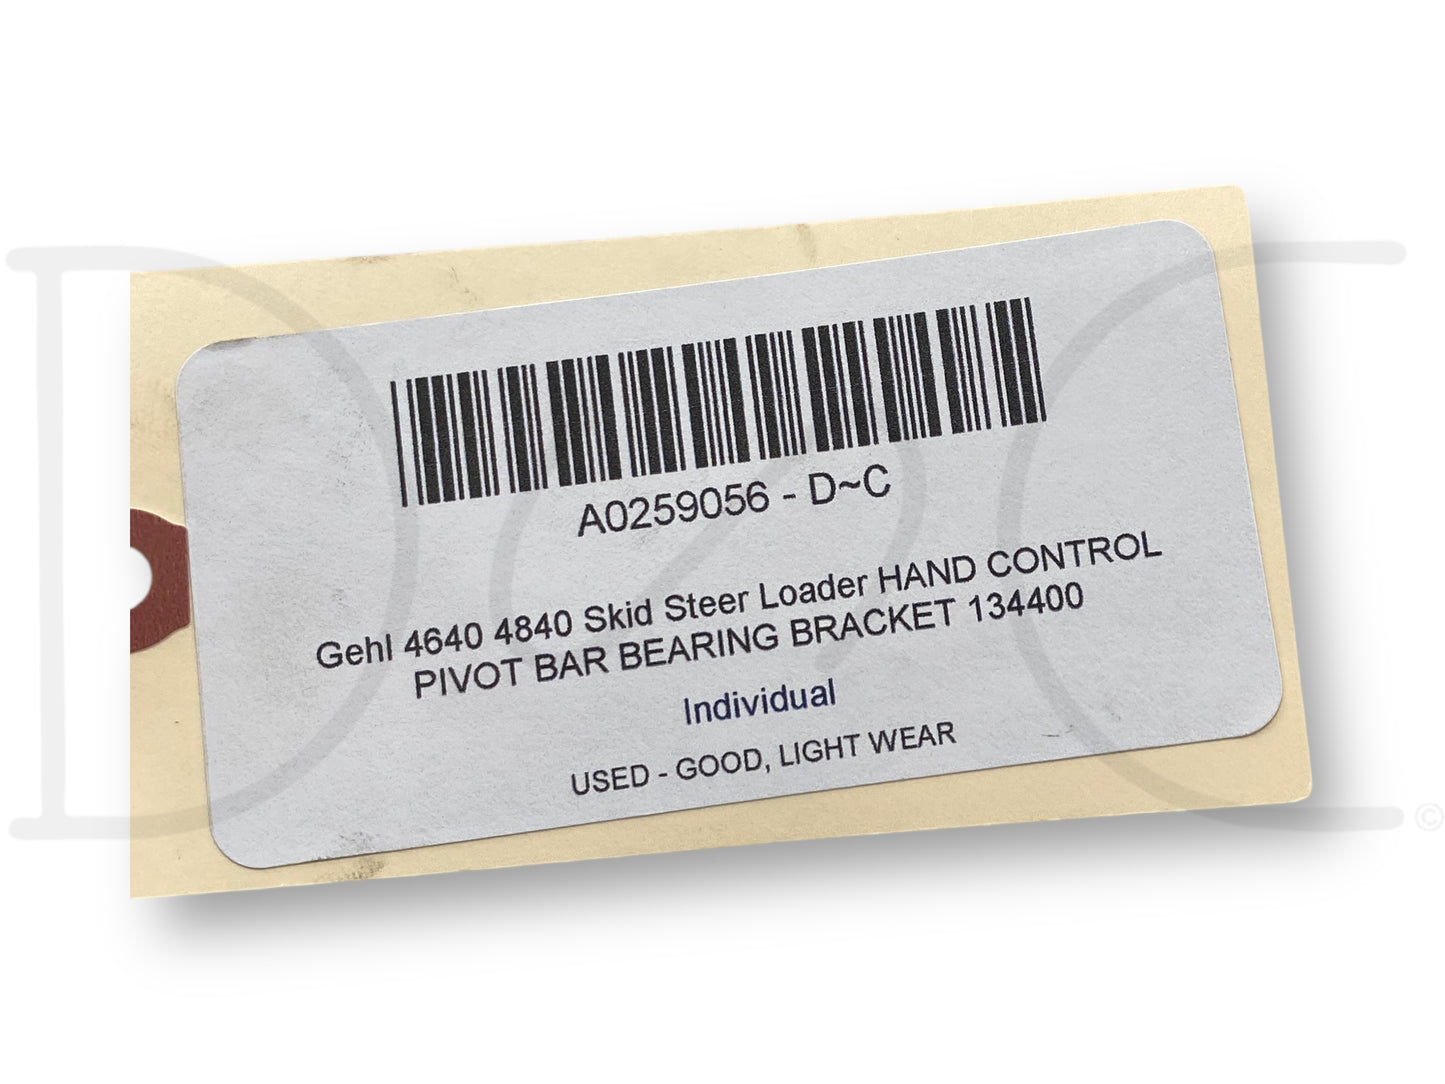 A0259056 - D~C
Gehl 4640 4840 Skid Steer Loader HAND CONTROL
PIVOT BAR BEARING BRACKET 134400
Individual
USED - GOOD, LIGHT WEAR
D2C
©